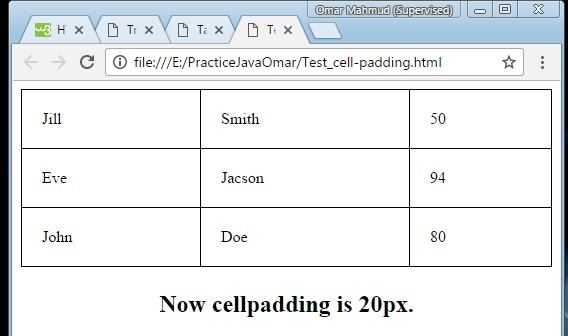 Omar Mahmud (Supervised)
H
Tr
Ta
Te
file:///E:/PracticeJavaOmar/Test_cell-padding.html
Jill Smith 50
Eve Jacson 94
John Doe 80
Now cellpadding is 20px.